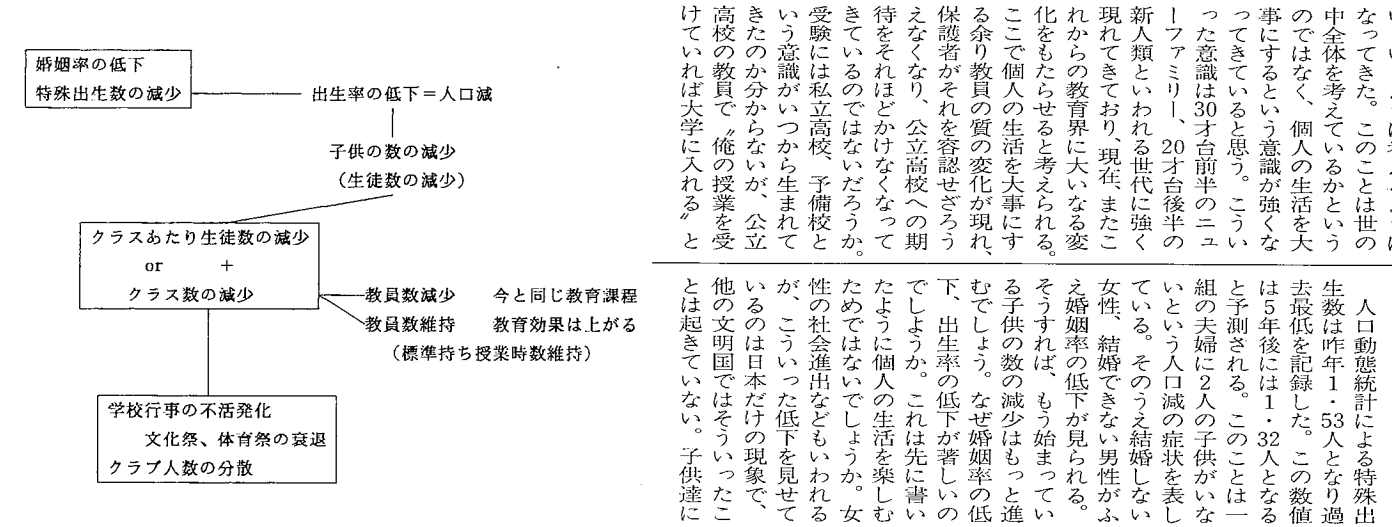 なってきた。このことは世の
中全体を考えているかという
のではなく、個人の生活を大
事にするという意識が強くな
ってきていると思う。こうい
った意識は30才台前半のニュ
ーファミリー、20才台後半の
新人類といわれる世代に強く
現れてきており、現在、またこ
れからの教育界に大いなる変
化をもたらせると考えられる。
ここで個人の生活を大事にす
る余り教員の質の変化が現れ、
保護者がそれを容認せざろう
えなくなり、公立高校への期
待をそれほどかけなくなって
きているのではないだろうか。
受験には私立高校、予備校と
いう意識がいつから生まれて
きたのか分からないが、公立
高校の教員で〝俺の授業を受
けていれば大学に入れる〟と
人口動態統計による特殊出
生数は昨年1・53人となり過
去最低を記録した。この数値
は5年後には1・32人となる
と予測される。このことは一
組の夫婦に2人の子供がいな
いという人口減の症状を表し
ている。そのうえ結婚しない
女性、結婚できない男性がふ
え婚姻率の低下が見られる。
そうすれば、もう始まってい
る子供の数の減少はもっと進
むでしょう。なぜ婚姻率の低
下、出生率の低下が著しいの
でしようか。これは先に書い
たように個人の生活を楽しむ
ためではないでしょうか。女
性の社会進出などもいわれる
が、こういった低下を見せて
いるのは日本だけの現象で、
他の文明国ではそういったこ
とは起きていない。子供達に
婚姻率の低下
特殊出生数の減少
出生率の低下＝人口減
子供の数の減少
（生徒数の減少）
クラスあたり生徒数の減少
or ＋
クラス数の減少
教員数減少 今と同じ教育課程
教員数維持 教育効果は上がる
（標準持ち授業時数維持）
学校行事の不活発化
文化祭、体育祭の衰退
クラブ人数の分散